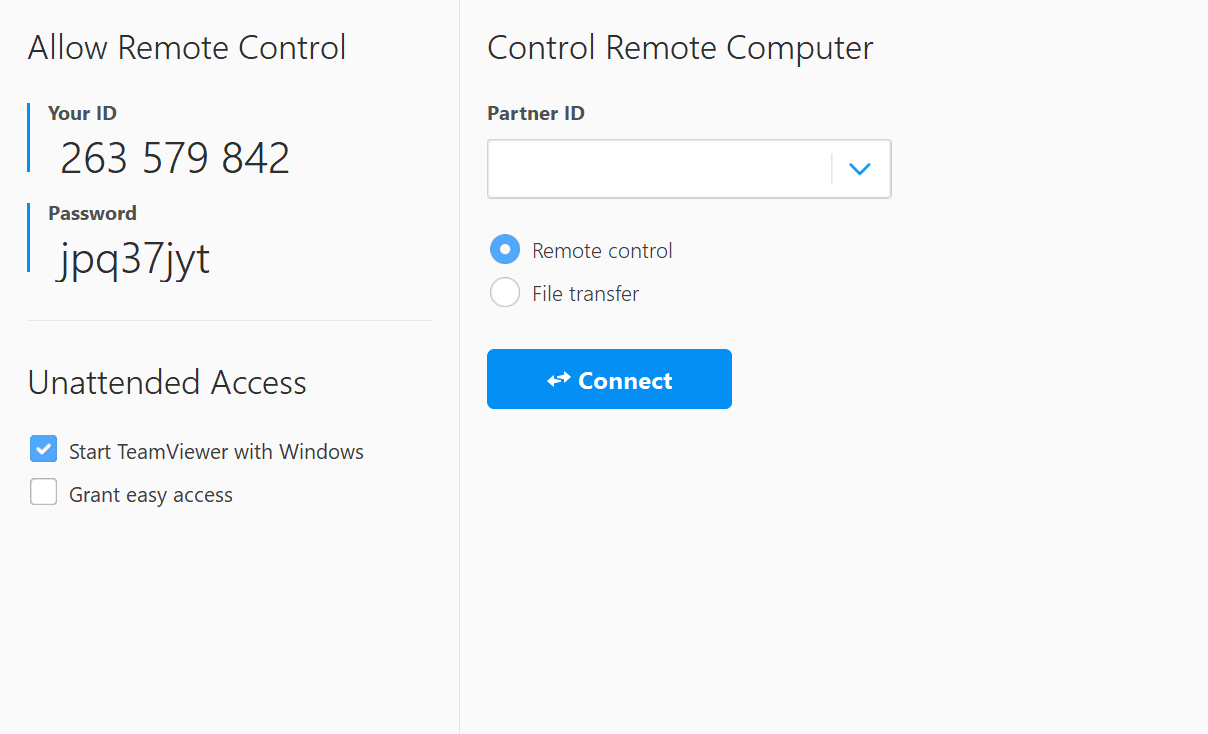 Allow Remote Control
Your ID
263 579 842
Password
jpq37jyt
Unattended Access
Start TeamViewer with Windows
Grant easy access
Control Remote Computer
Partner ID
Remote control
File transfer
Connect